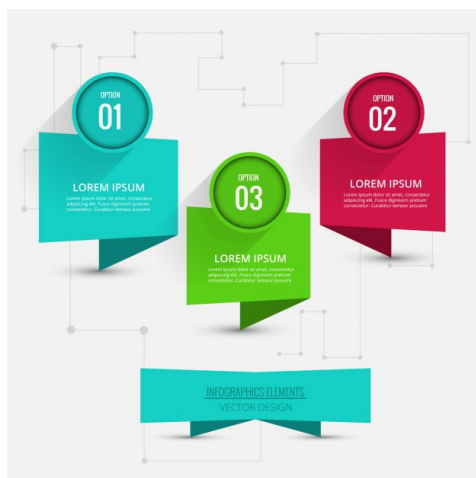 OPTION
01
LOREM IPSUM
Lorem ipsum dolor sit amet, consectetur
adipiscing elit. Fusce dignissim pretium
consectetur. Curabitur tempor posuere
OPTION
02
LOREM IPSUM
Lorem ipsum dolor sit amet, consectetur
adipiscing elit. Fusce dignissim pretium
consectetur. Curabitur tempor posuere
OPTION
03
LOREM IPSUM
Lorem ipsum dolor sit amet, consectetur
adipiscing elit. Fusce dignissim pretium
consectetur. Curabitur tempor posuere
INFOGRAPHICS ELEMENTS
VECTOR DESIGN